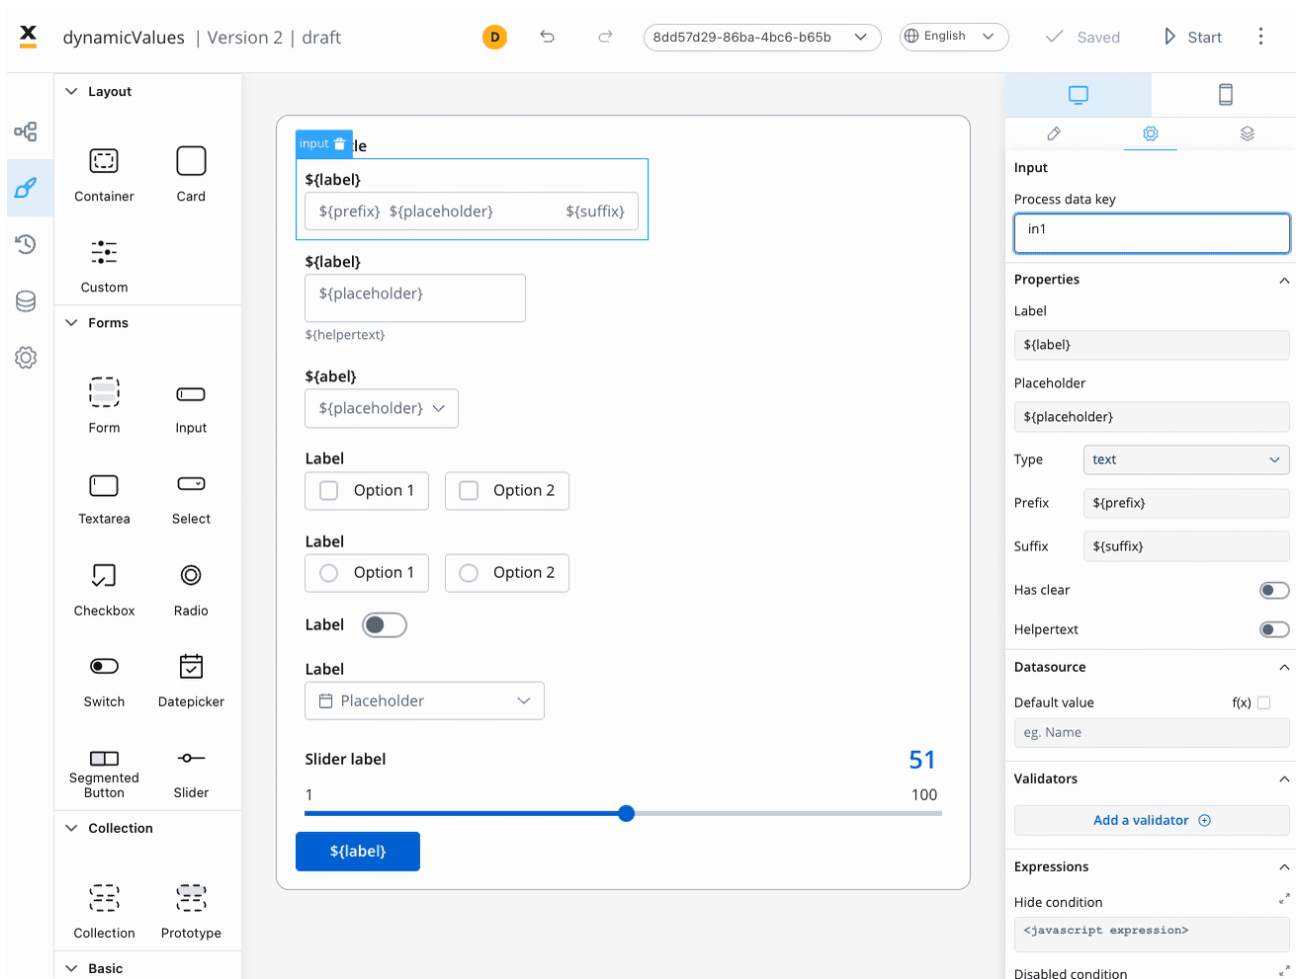 dynamicValues | Version 2 | draft
D
8dd57d29-86ba-4bc6-b65b
English
Saved
Start
Layout
Container
Card
Custom
Forms
Form
Input
Textarea
Select
Checkbox
Radio
Switch
Datepicker
Segmented
Button
Slider
Collection
Collection
Prototype
Basic
input
le
${label}
${prefix} ${placeholder} ${suffix}
${label}
${placeholder}
${helpertext}
${abel}
${placeholder}
Label
Option 1
Option 2
Label
Option 1
Option 2
Label
Label
Placeholder
Slider label
51
1
100
${label}
Input
Process data key
in1
Properties
Label
${label}
Placeholder
${placeholder}
Type
text
Prefix
${prefix}
Suffix
${suffix}
Has clear
Helpertext
Datasource
Default value
f(x)
eg. Name
Validators
Add a validator
Expressions
Hide condition
<javascript expression>
Disabled condition